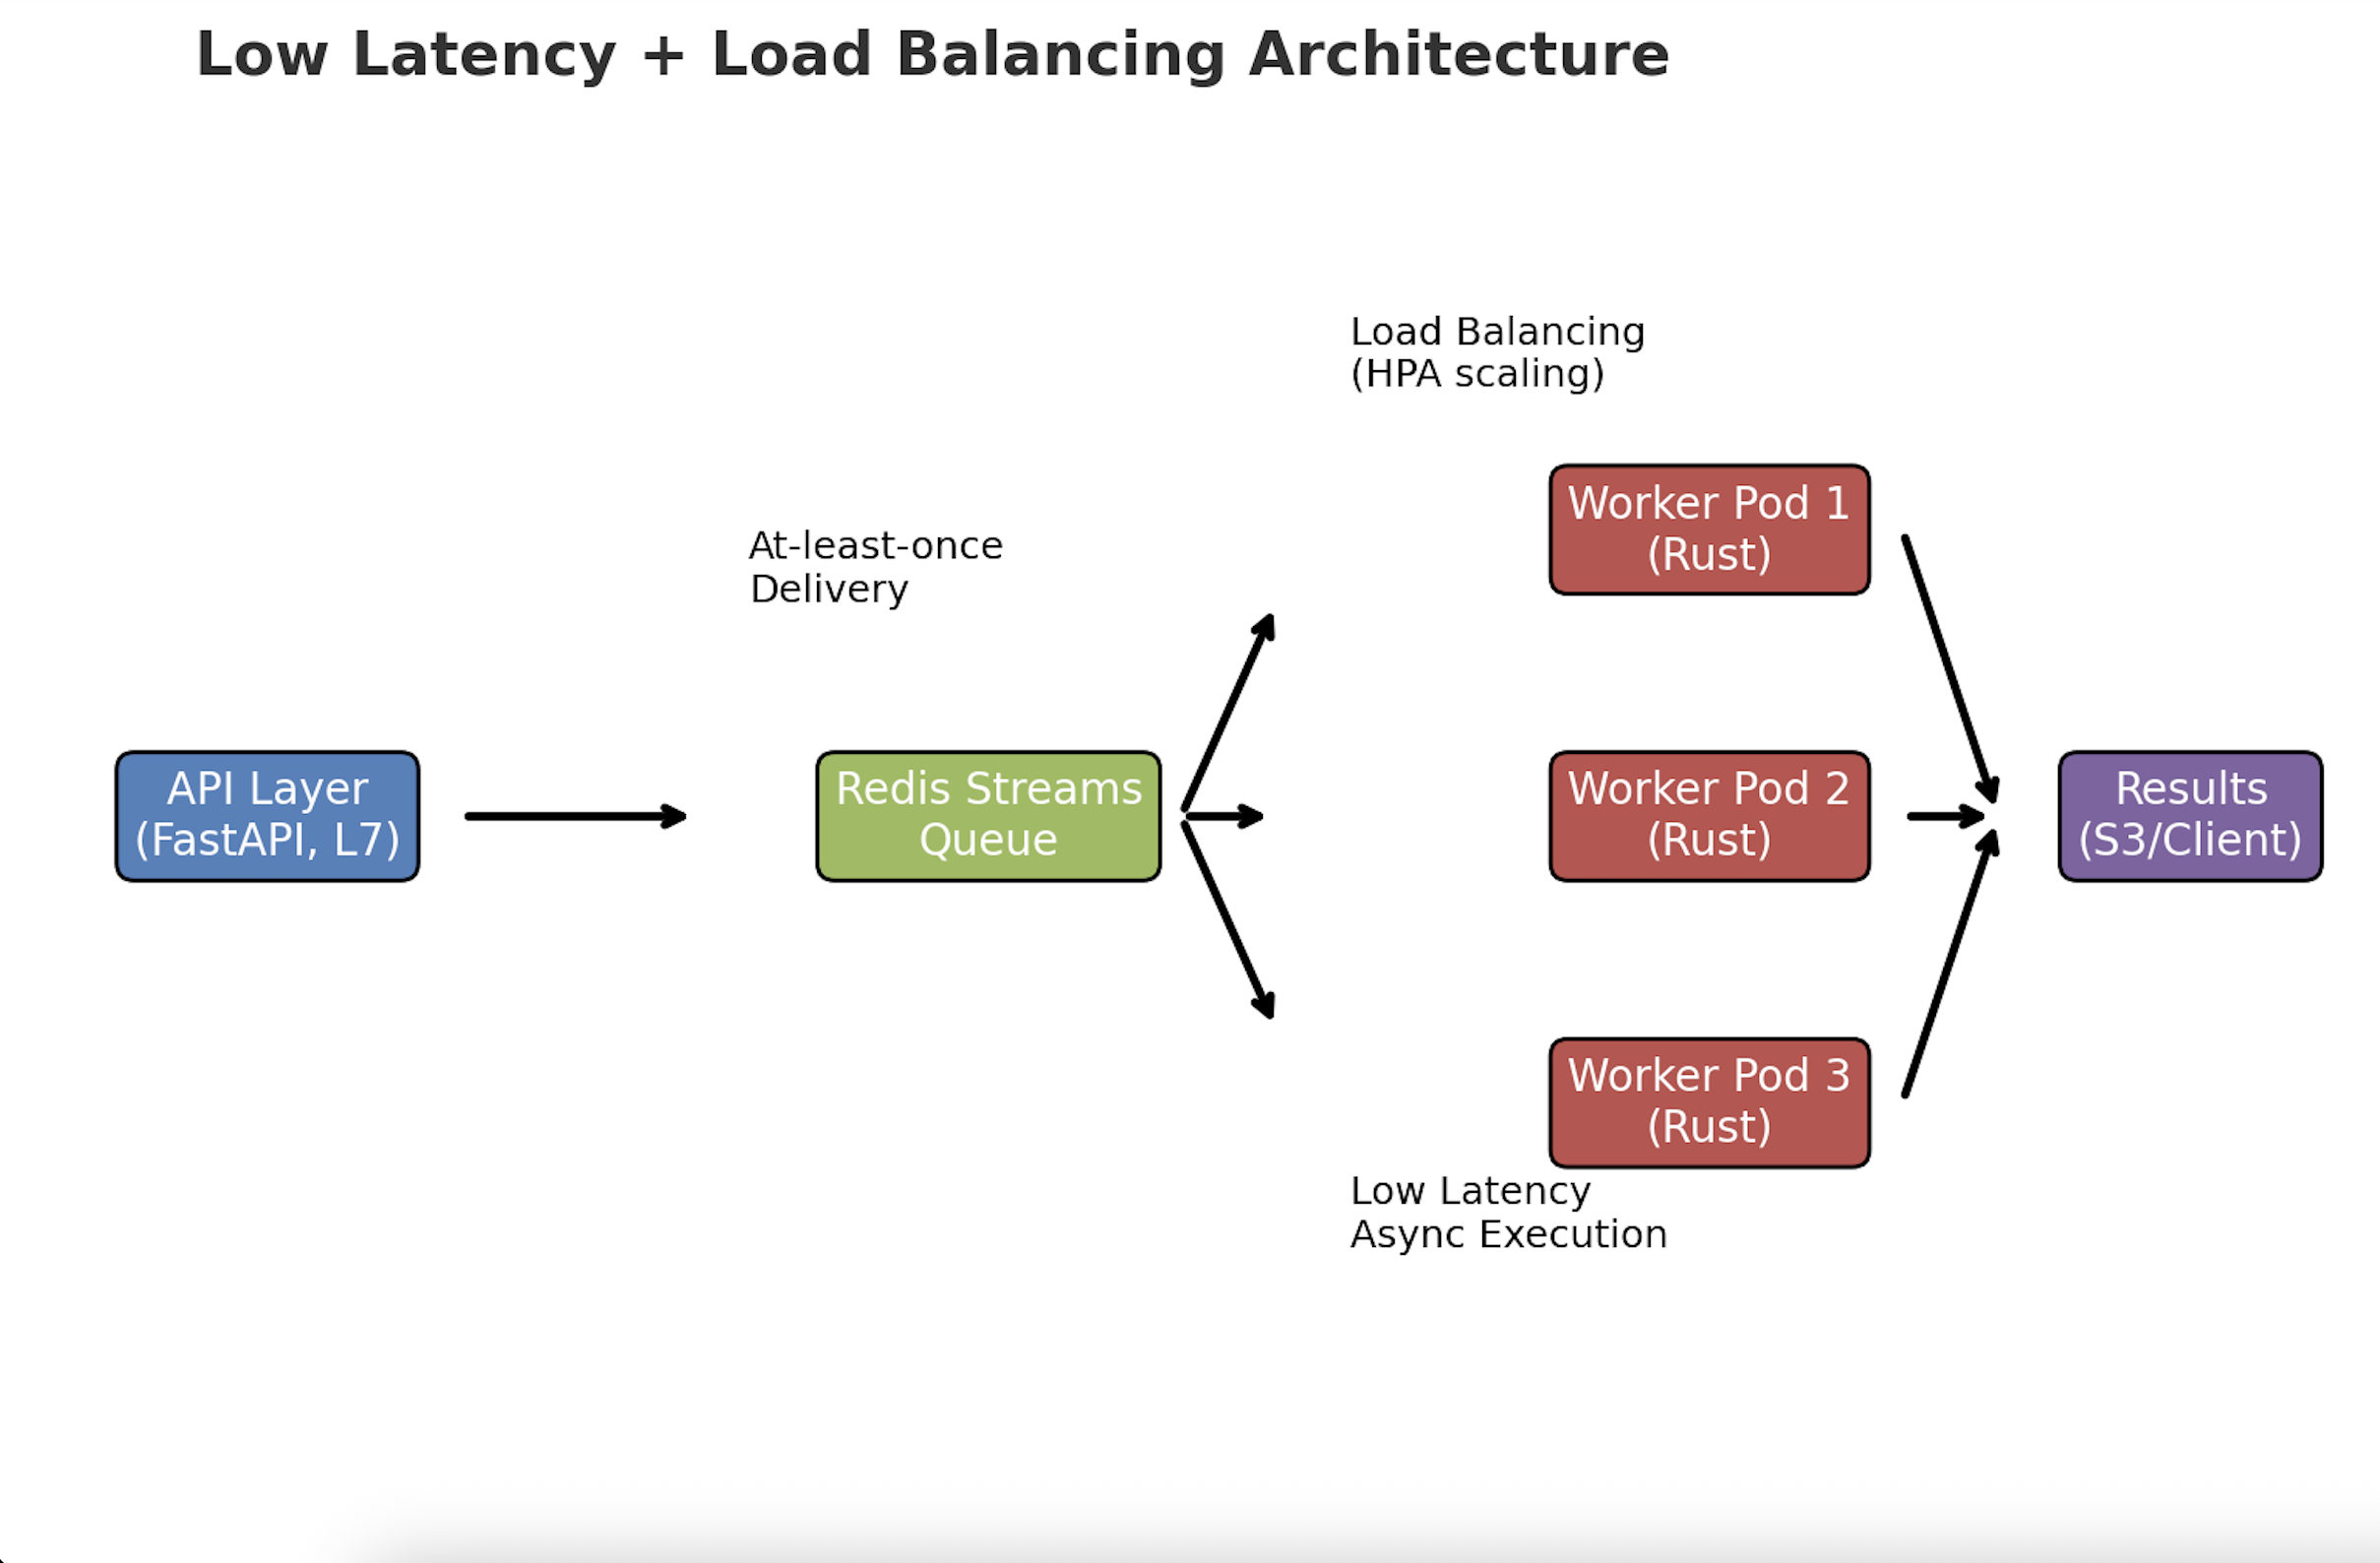 Low Latency + Load Balancing Architecture
Load Balancing
(HPA scaling)
At-least-once
Delivery
API Layer
(FastAPI, L7)
Redis Streams
Queue
Worker Pod 1
(Rust)
Worker Pod 2
(Rust)
Worker Pod 3
(Rust)
Results
(S3/Client)
Low Latency
Async Execution